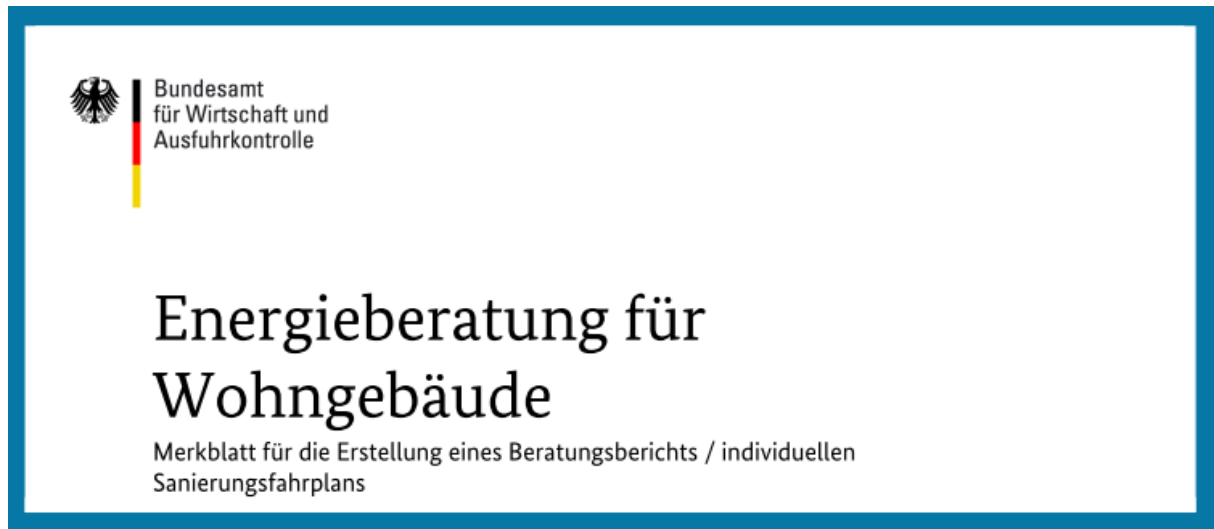 Bundesamt
für Wirtschaft und
Ausfuhrkontrolle
Energieberatung für
Wohngebäude
Merkblatt für die Erstellung eines Beratungsberichts / individuellen
Sanierungsfahrplans